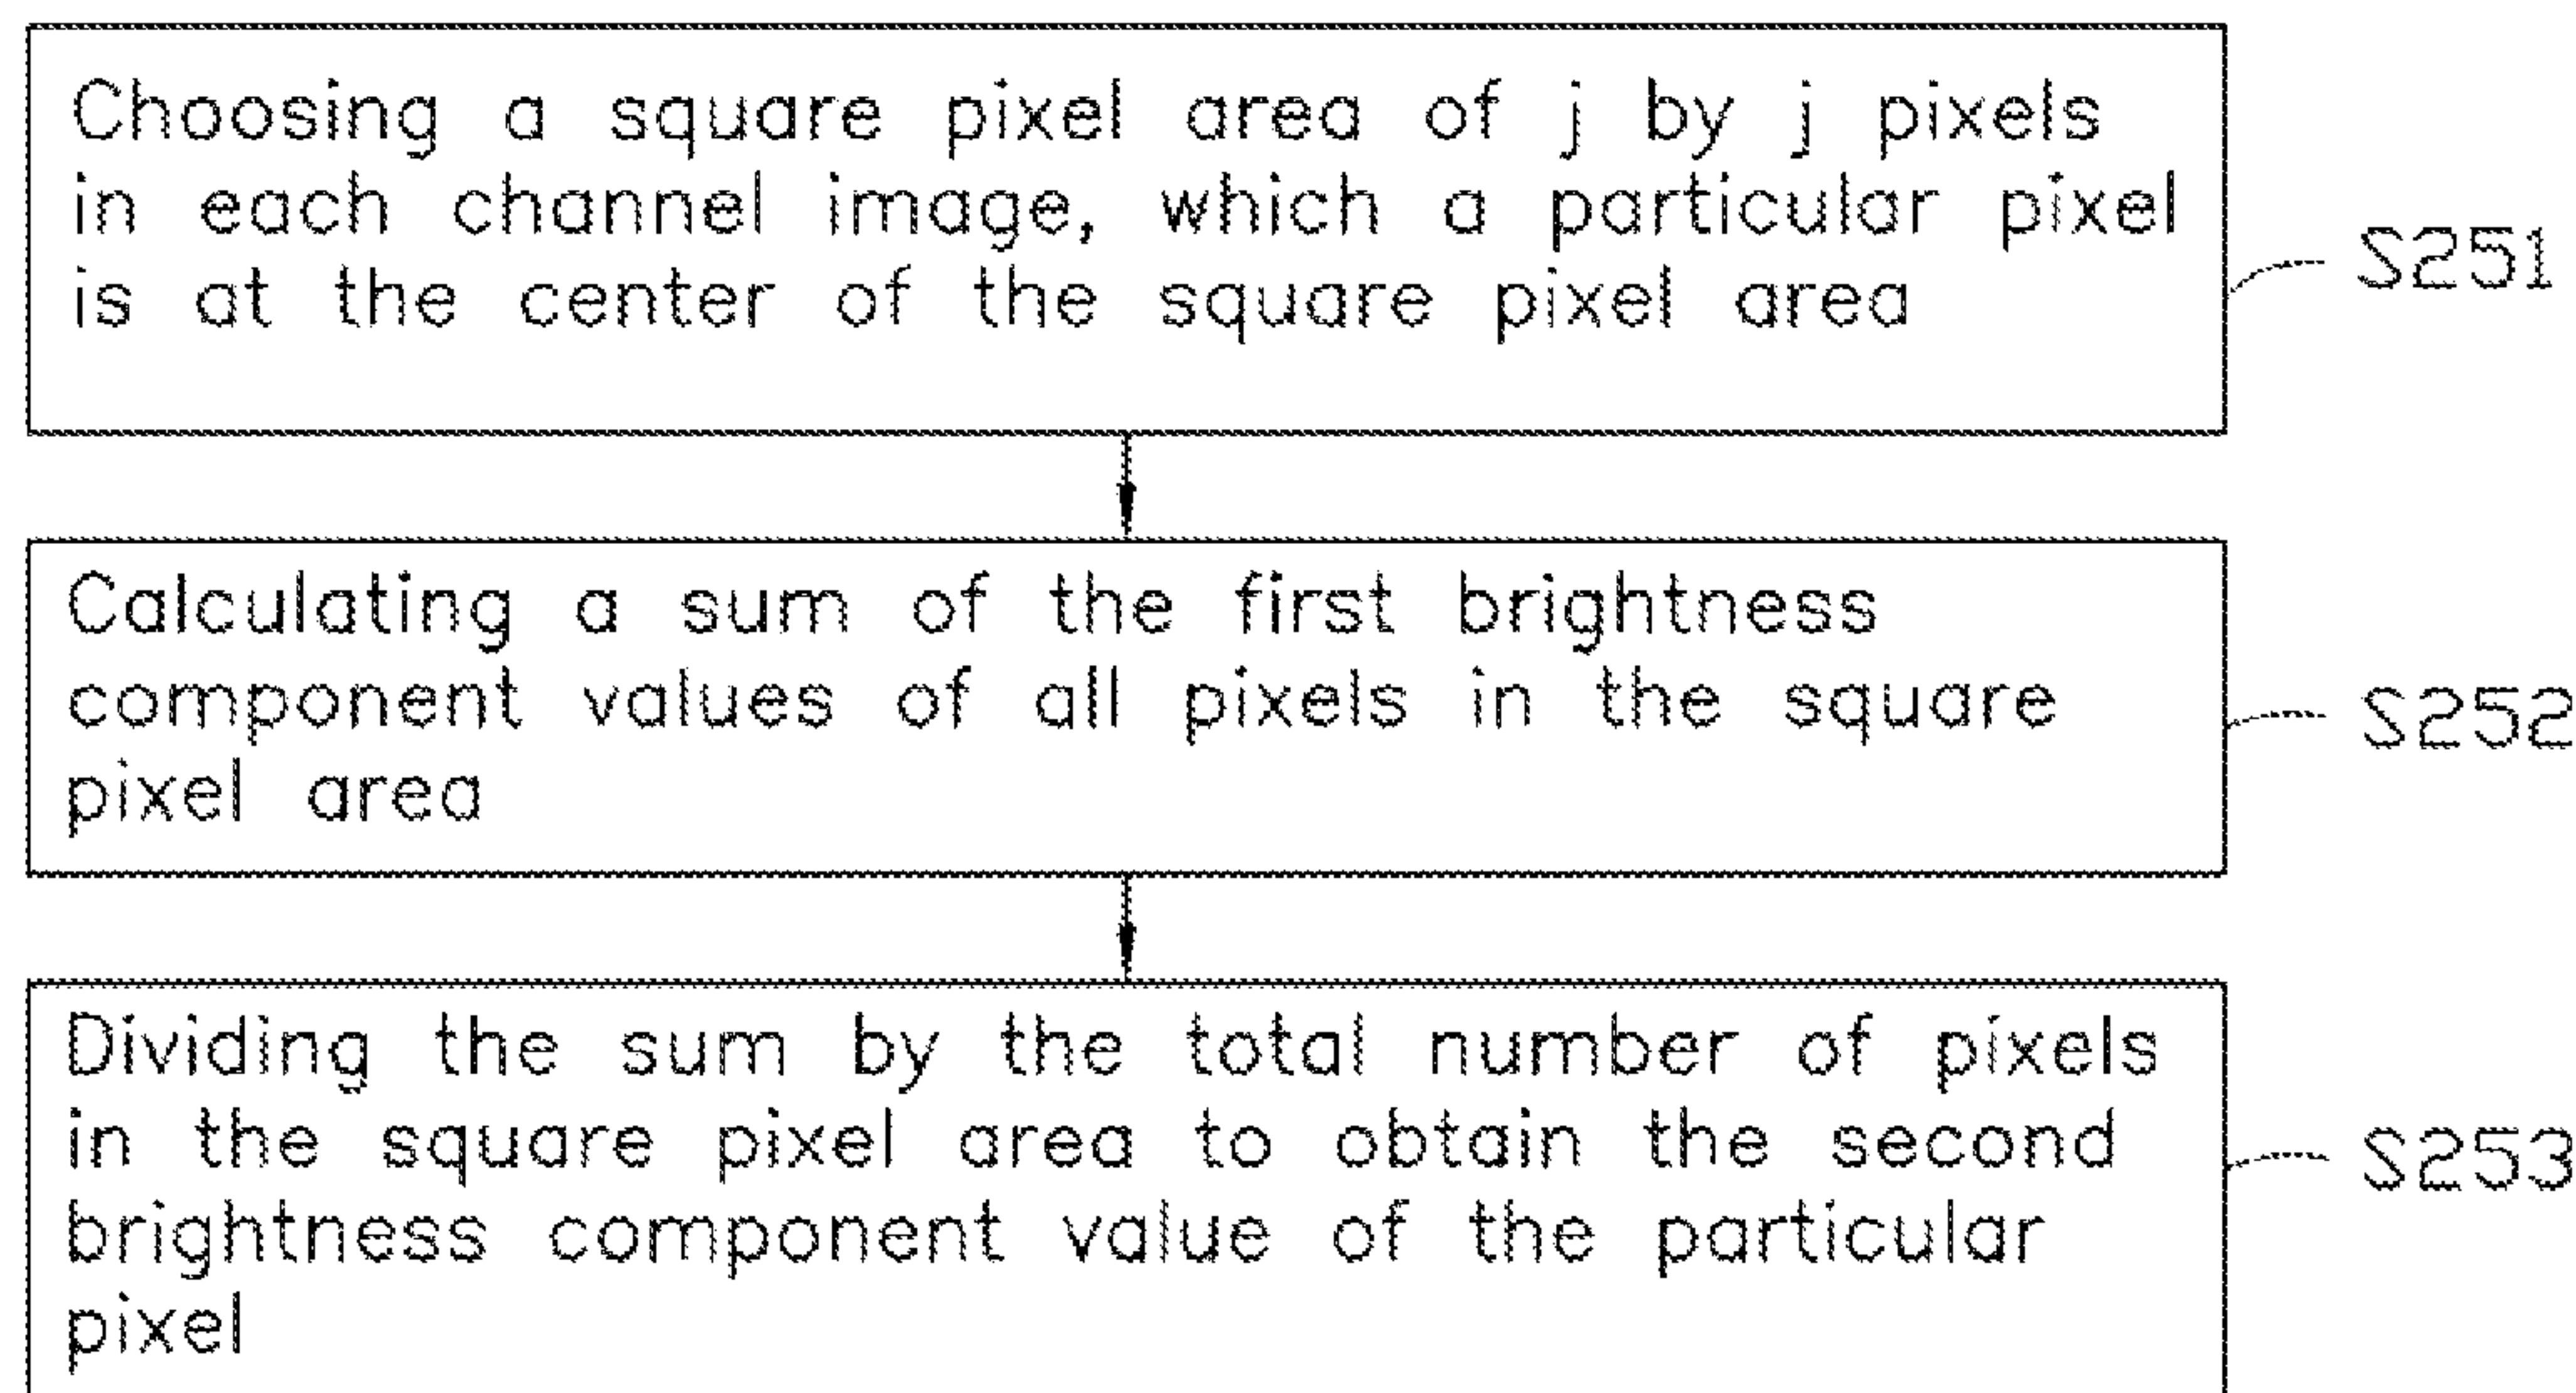 Choosing a square pixel area of j by j pixels
in each channel image, which a particular pixel
is at the center of the square pixel area
S251
Calculating a sum of the first brightness
component values of all pixels in the square
pixel area
S252
Dividing the sum by the total number of pixels
in the square pixel area to obtain the second
brightness component value of the particular
pixel
S253